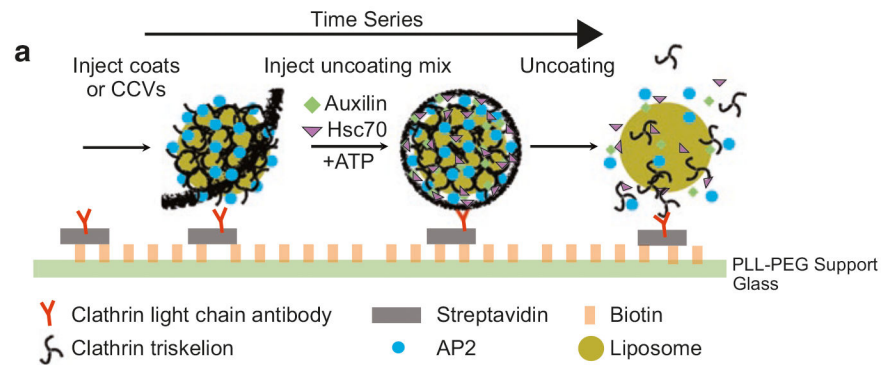 Time Series
a
Inject coats
or CCVs
Inject uncoating mix
Auxilin
Hsc70
+ATP
Uncoating
PLL-PEG Support
Glass
Clathrin light chain antibody
Streptavidin
Biotin
Clathrin triskelion
AP2
Liposome